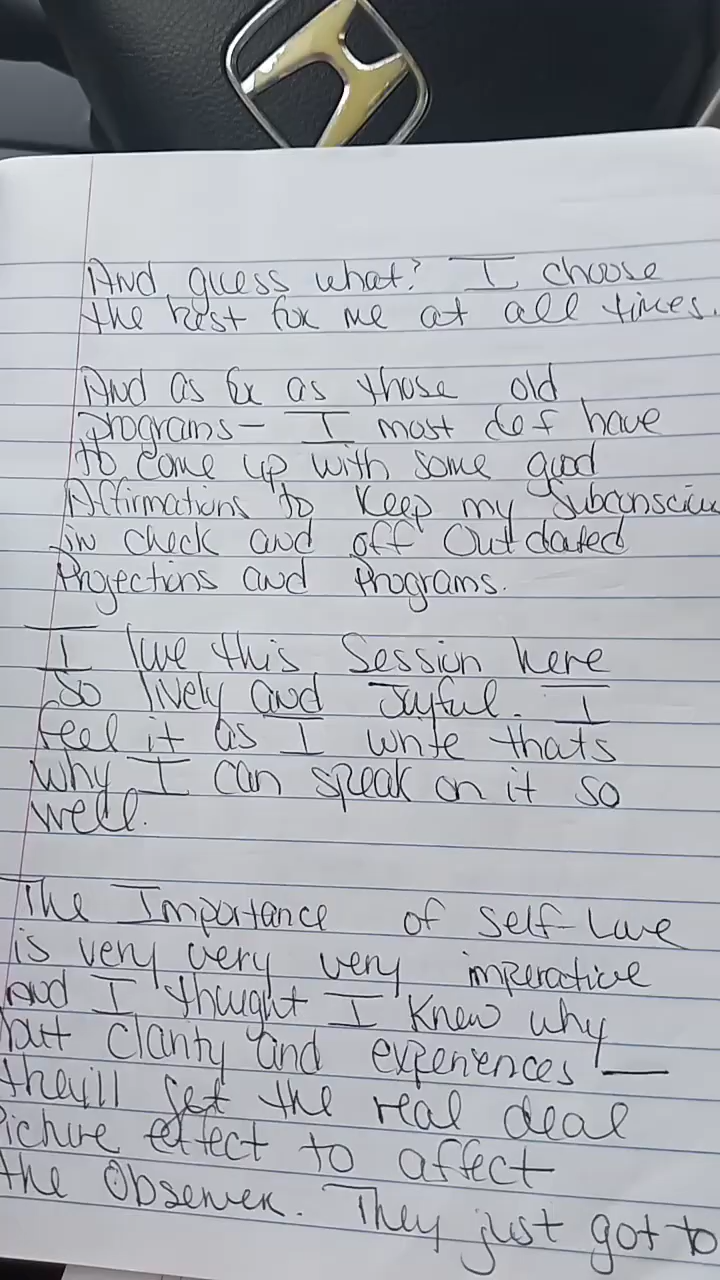 And guess what? I choose
the best for me at all times.
And as far as those old
programs- I most def have
to come up with some good
Affirmations to keep my Subconsciou
in check and off Outdated
Projections and Programs.
I love this Session here
so lively and Joyful. I
feel it as I write thats
why I can speak on it so
well.
The Importance of self-Love
is very very very imperative
And I thought I knew why
but clarity and experiences —
they'll set the real deal
Picture effect to affect
the Observer. They just got to